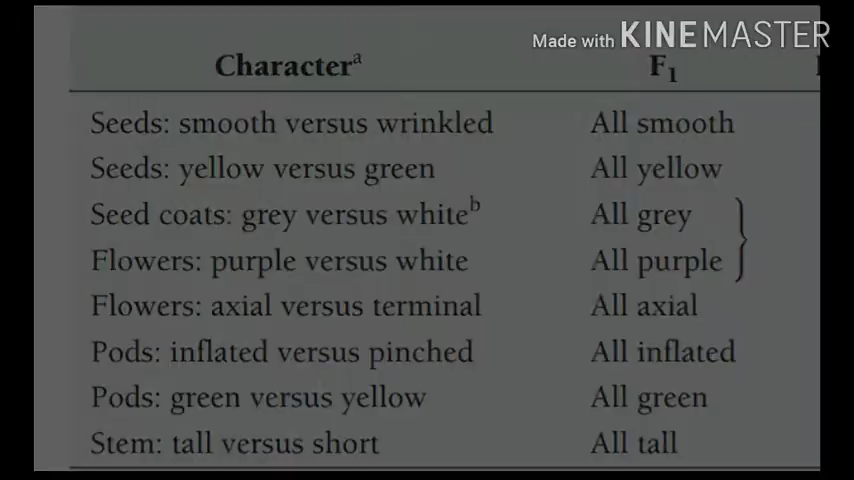 Made with KINEMASTER
Characterᵃ F₁
Seeds: smooth versus wrinkled All smooth
Seeds: yellow versus green All yellow
Seed coats: grey versus whiteᵇ All grey
Flowers: purple versus white All purple
Flowers: axial versus terminal All axial
Pods: inflated versus pinched All inflated
Pods: green versus yellow All green
Stem: tall versus short All tall